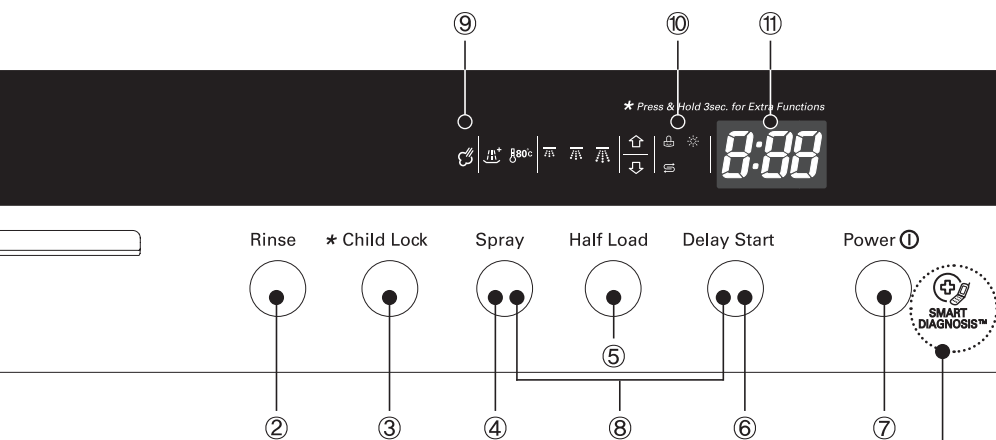 ⑨ ⑩ ⑪
* Press & Hold 3sec. for Extra Functions
80°c
8:88
Rinse * Child Lock Spray Half Load Delay Start Power
SMART
DIAGNOSIS™
⑤
② ③ ④ ⑧ ⑥ ⑦